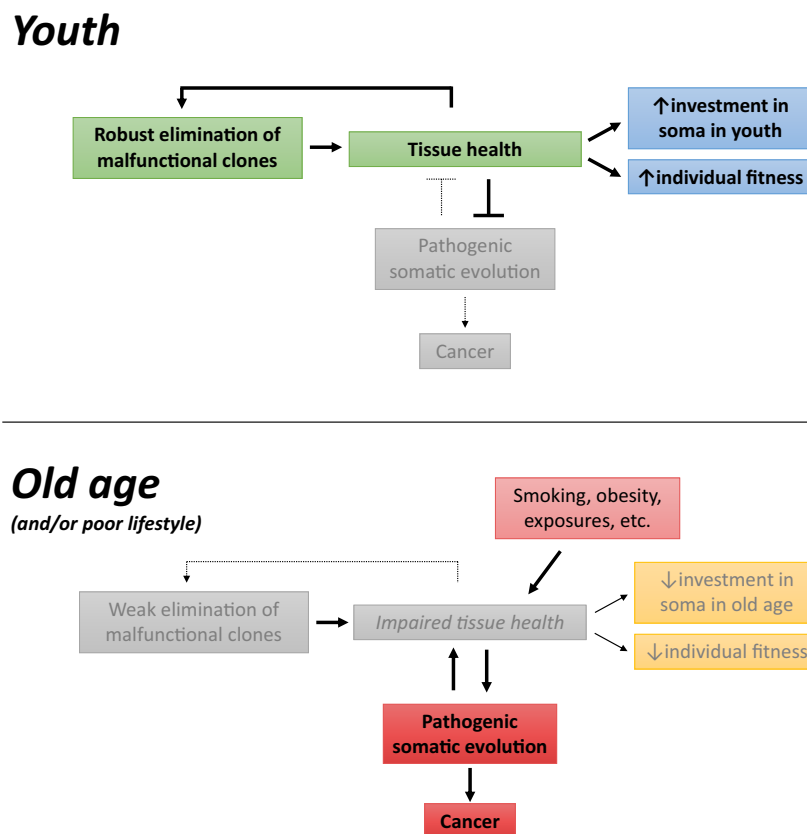 Youth
Robust elimination of
malfunctional clones
Tissue health
↑investment in
soma in youth
↑individual fitness
Pathogenic
somatic evolution
Cancer
Old age
(and/or poor lifestyle)
Smoking, obesity,
exposures, etc.
Weak elimination of
malfunctional clones
Impaired tissue health
↓investment in
soma in old age
↓individual fitness
Pathogenic
somatic evolution
Cancer